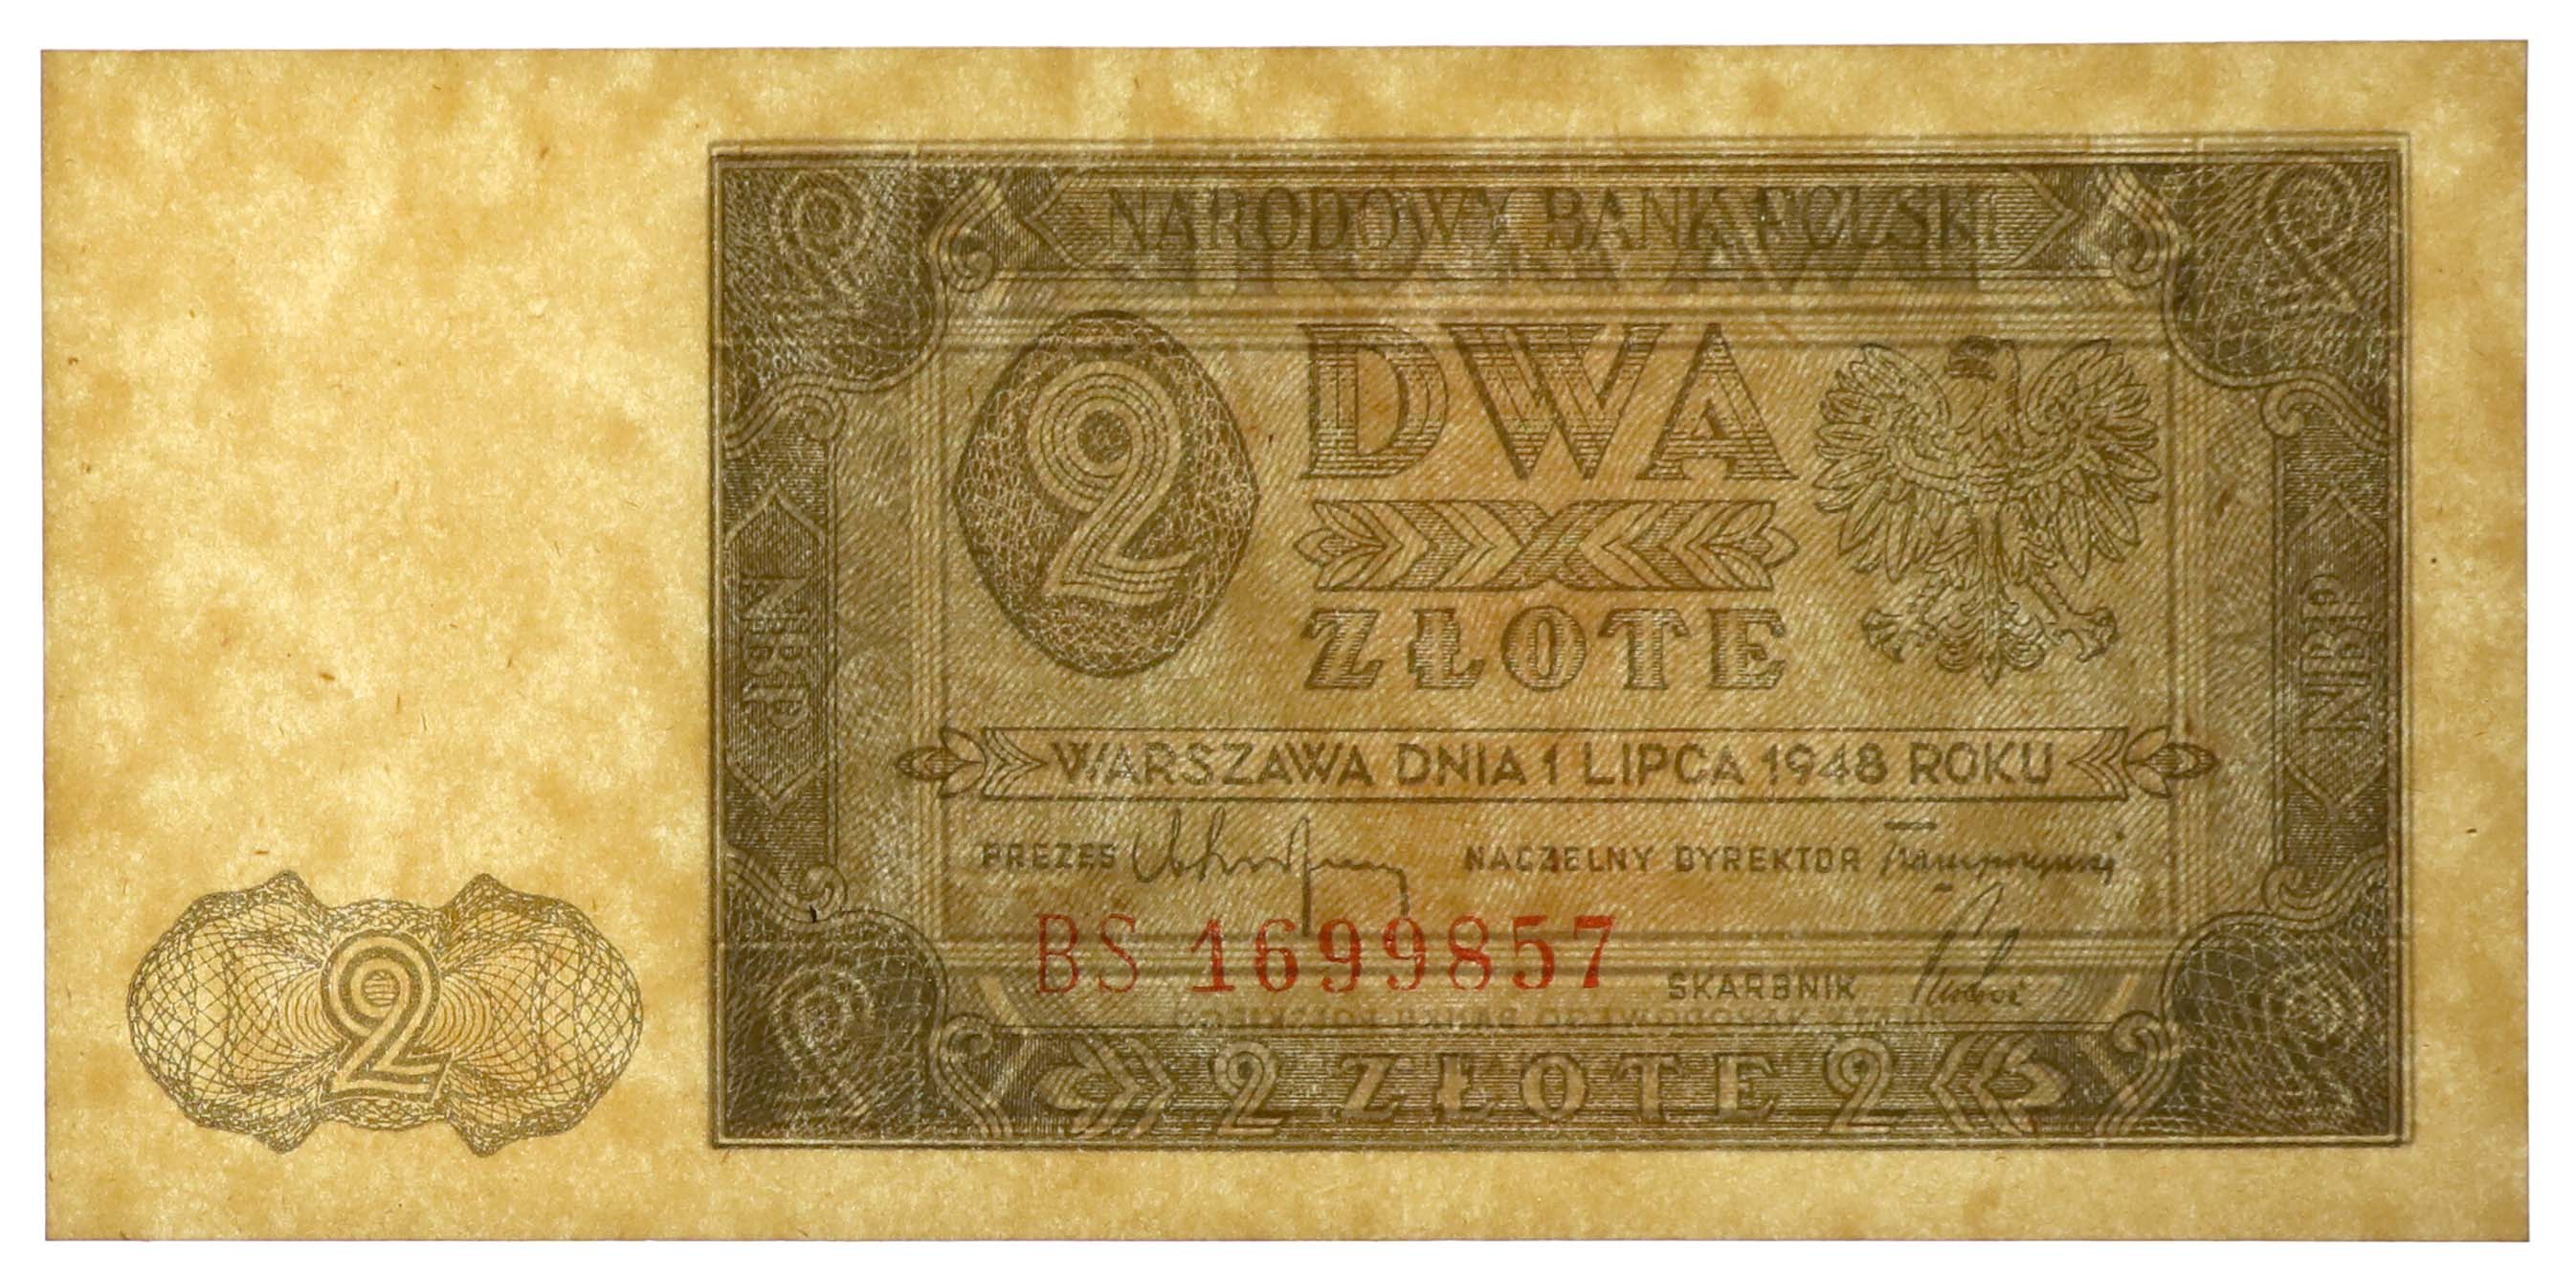 NARODOWY BANK POLSKI
2
DWA
ZŁOTE
NBP
NBP
WARSZAWA DNIA 1 LIPCA 1948 ROKU
PREZES
NACZELNY DYREKTOR
BS 1699857
SKARBNIK
2 ZŁOTE 2
2